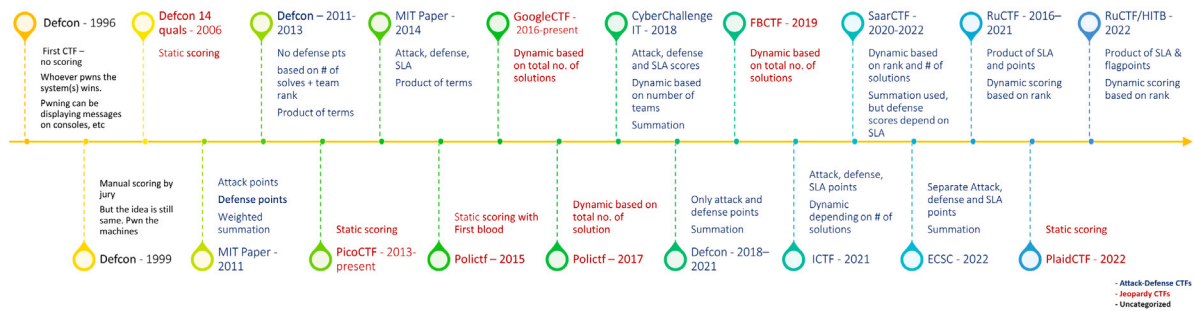 Defcon - 1996
First CTF –
no scoring
Whoever pwns the
system(s) wins.
Pwning can be
displaying messages
on consoles, etc
Defcon 14
quals - 2006
Static scoring
Defcon – 2011-
2013
No defense pts
based on # of
solves + team
rank
Product of terms
MIT Paper -
2014
Attack, defense,
SLA
Product of terms
GoogleCTF -
2016-present
Dynamic based
on total no. of
solutions
CyberChallenge
IT - 2018
Attack, defense
and SLA scores
Dynamic based
on number of
teams
Summation
FBCTF - 2019
Dynamic based
on total no. of
solutions
SaarCTF -
2020-2022
Dynamic based
on rank and # of
solutions
Summation used,
but defense
scores depend on
SLA
RuCTF - 2016–
2021
Product of SLA
and points
Dynamic scoring
based on rank
RuCTF/HITB -
2022
Product of SLA &
flagpoints
Dynamic scoring
based on rank
Manual scoring by
jury
But the idea is still
same. Pwn the
machines
Defcon - 1999
Attack points
Defense points
Weighted
summation
MIT Paper -
2011
Static scoring
PicoCTF - 2013-
present
Static scoring with
First blood
Polictf – 2015
Dynamic based on
total no. of
solution
Polictf – 2017
Only attack and
defense points
Summation
Defcon - 2018–
2021
Attack, defense,
SLA points
Dynamic
depending on # of
solutions
ICTF - 2021
Separate Attack,
defense and SLA
points
Summation
ECSC - 2022
Static scoring
PlaidCTF - 2022
- Attack-Defense CTFs
- Jeopardy CTFs
- Uncategorized